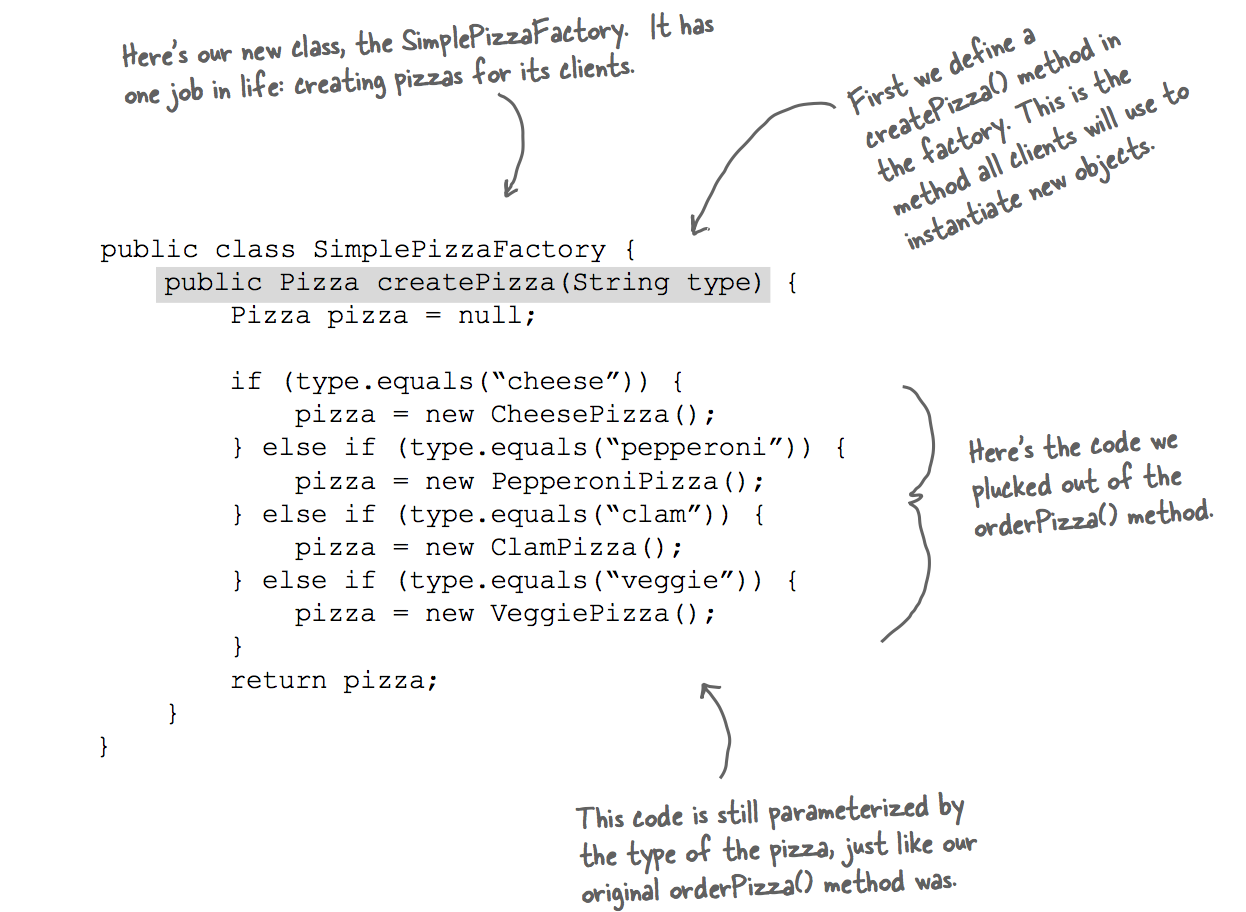 Here's our new class, the SimplePizzaFactory. It has
one job in life: creating pizzas for its clients.
First we define a
createPizza() method in
the factory. This is the
method all clients will use to
instantiate new objects.
public class SimplePizzaFactory {
public Pizza createPizza(String type) {
Pizza pizza = null;
if (type.equals(“cheese”)) {
pizza = new CheesePizza();
} else if (type.equals(“pepperoni”)) {
pizza = new PepperoniPizza();
} else if (type.equals(“clam”)) {
pizza = new ClamPizza();
} else if (type.equals(“veggie”)) {
pizza = new VeggiePizza();
}
return pizza;
}
}
Here's the code we
plucked out of the
orderPizza() method.
This code is still parameterized by
the type of the pizza, just like our
original orderPizza() method was.